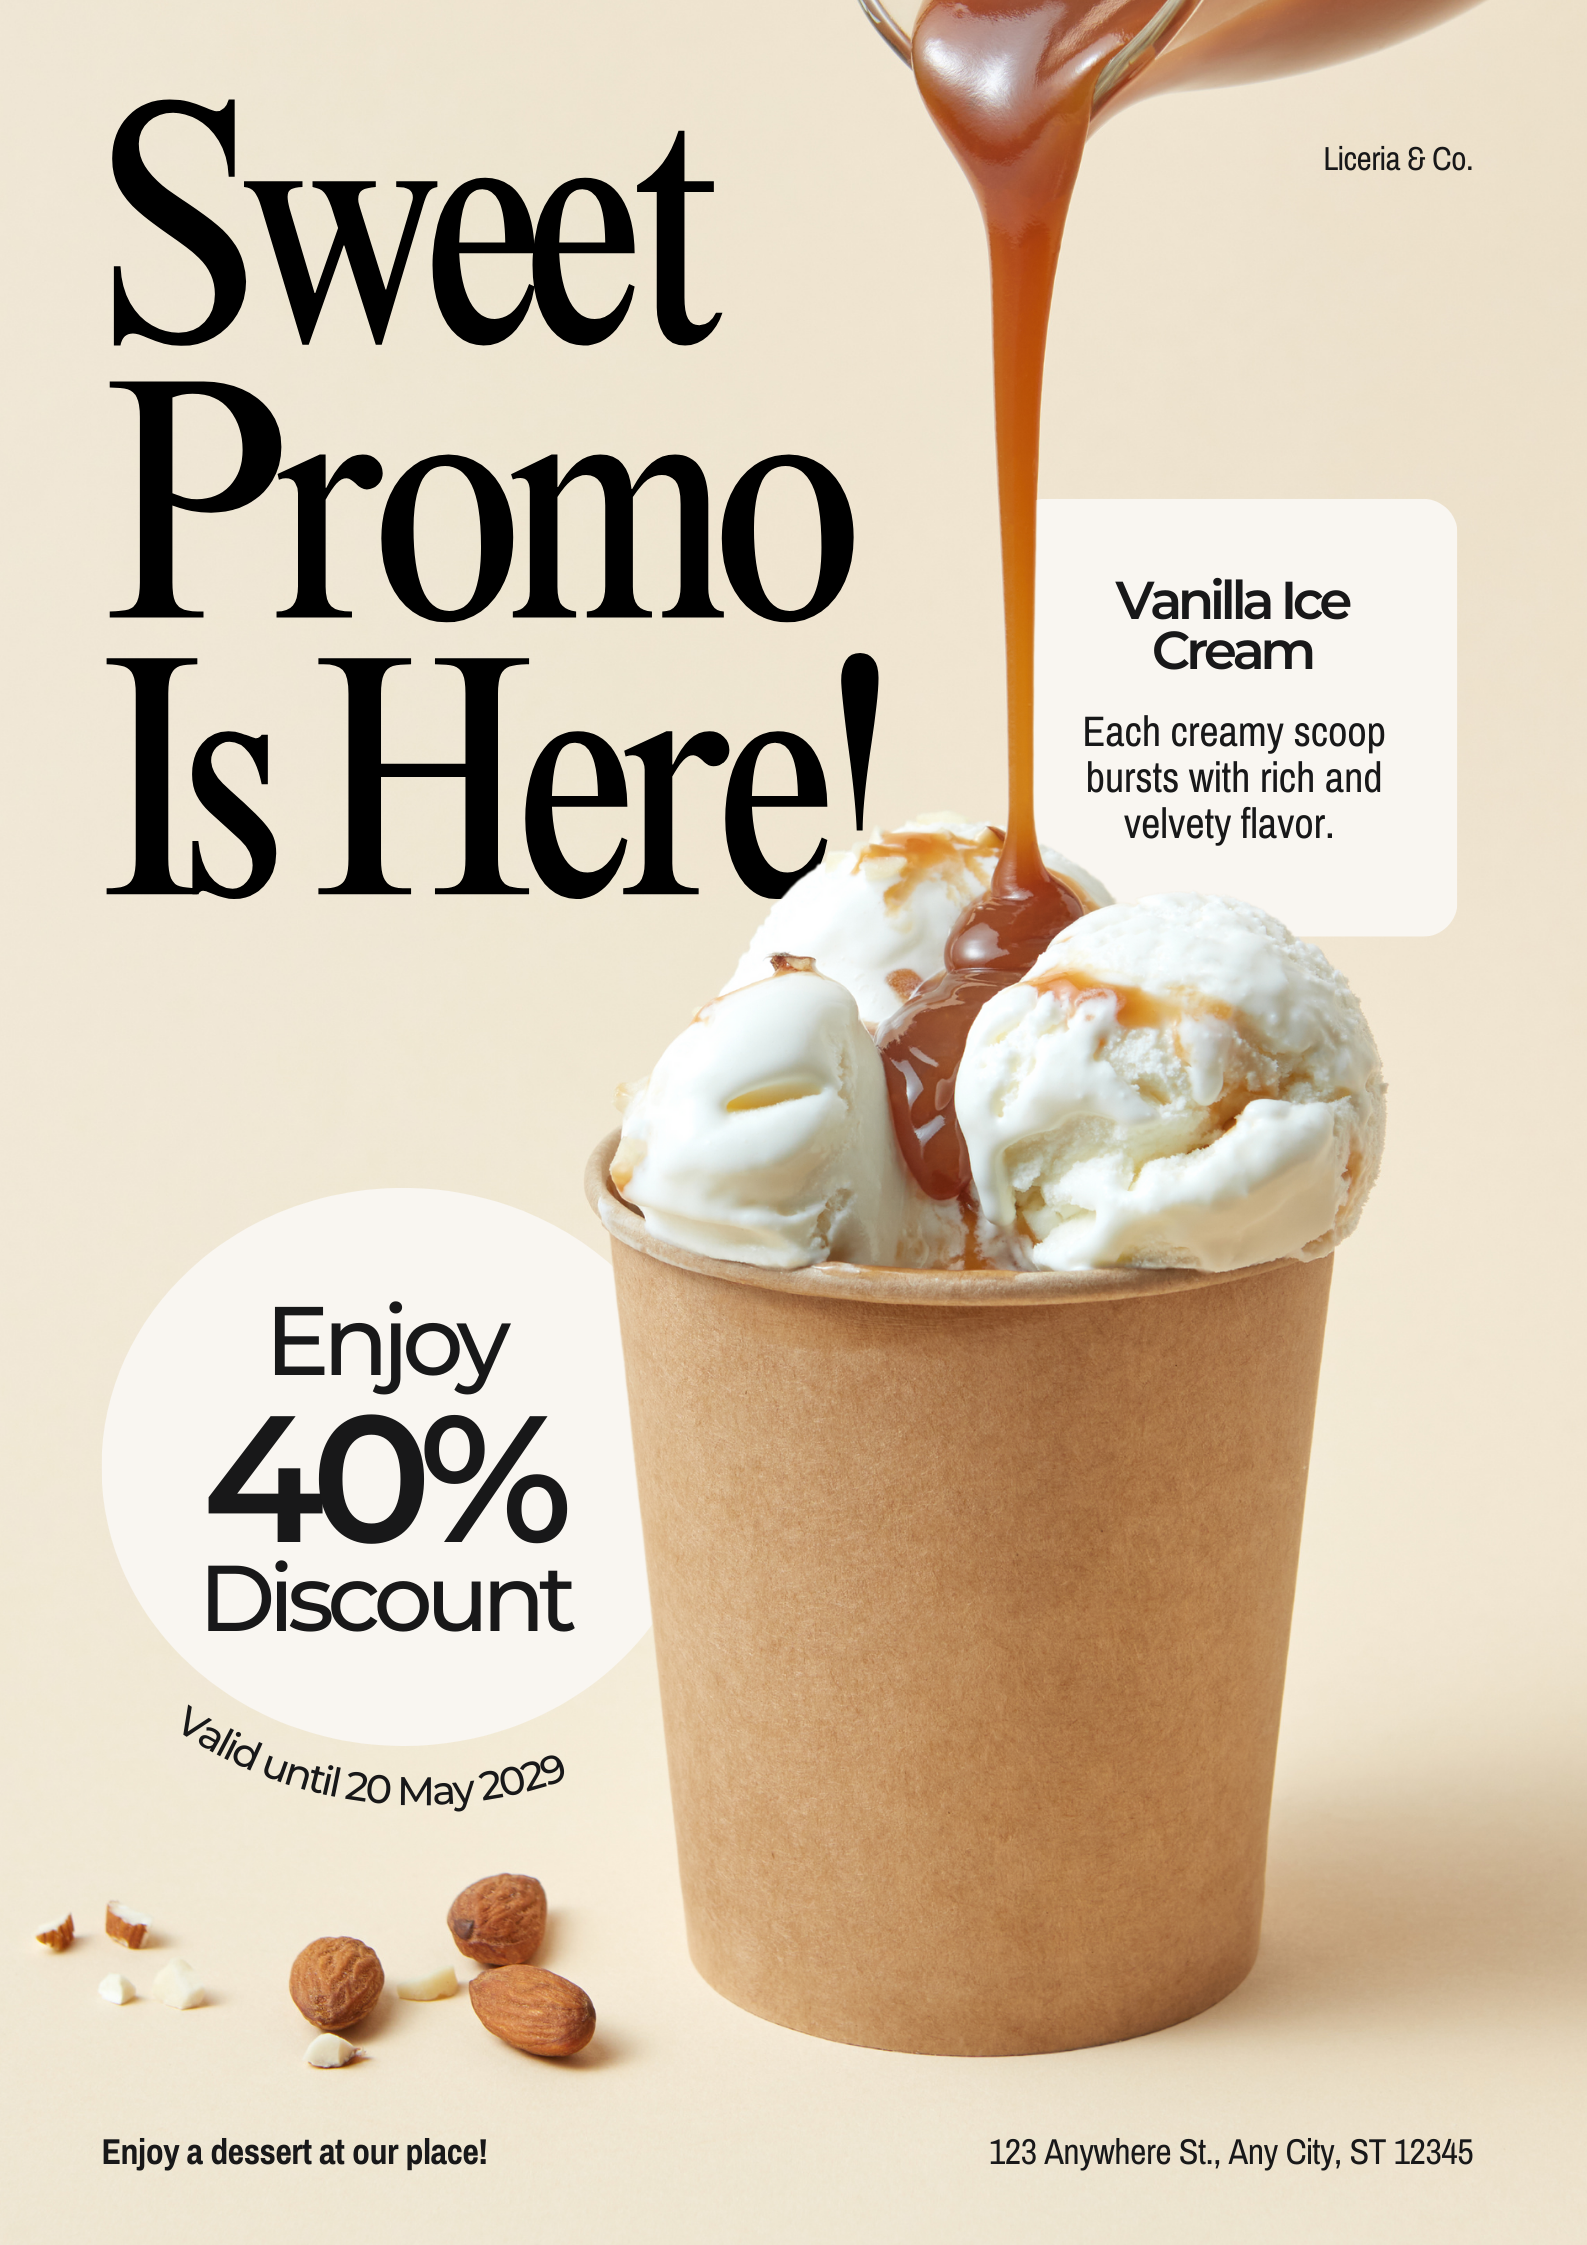 Sweet
Promo
Is Here!
Liceria & Co.
Vanilla Ice
Cream
Each creamy scoop
bursts with rich and
velvety flavor.
Enjoy
40%
Discount
Valid until 20 May 2029
Enjoy a dessert at our place!
123 Anywhere St., Any City, ST 12345